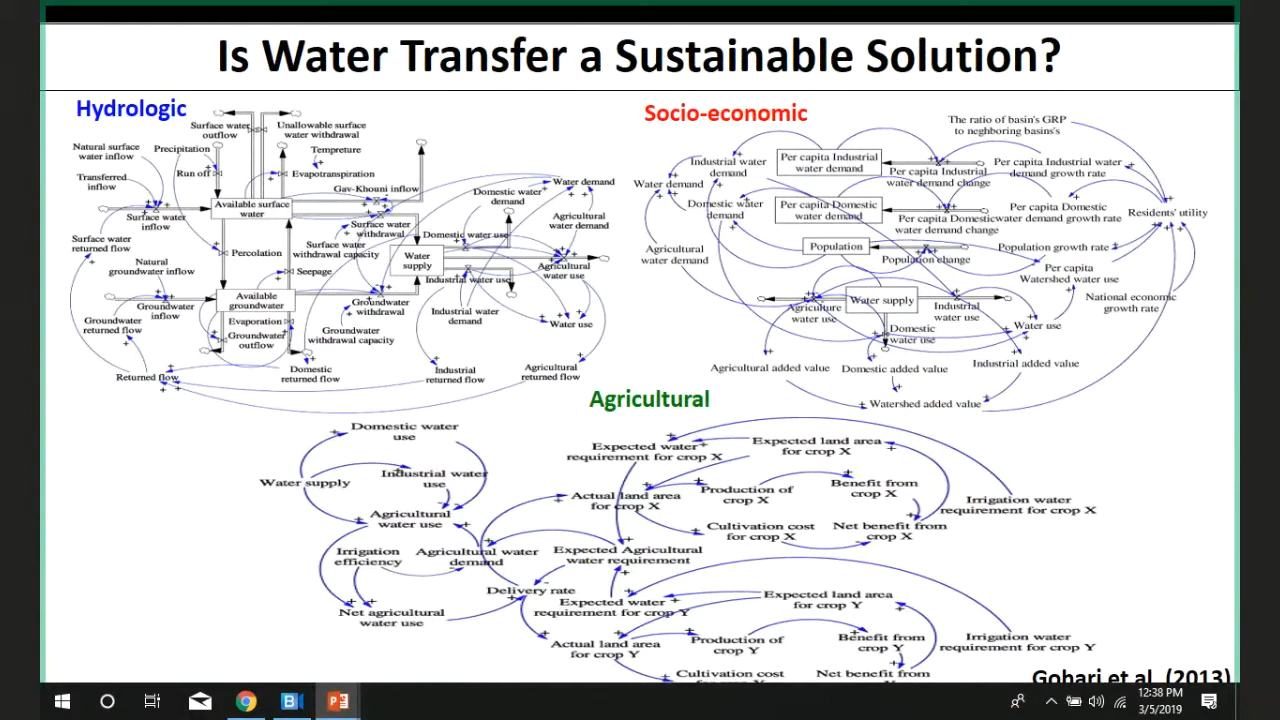 Is Water Transfer a Sustainable Solution?
Hydrologic
Surface water
outflow
Unallowable surface
water withdrawal
Natural surface
water inflow
Precipitation
Tempreture
Run off
Evapotranspiration
Transferred
inflow
Gav-Khouni inflow
Available surface
water
Surface water
inflow
Domestic water
demand
Water demand
Agricultural
water demand
Surface water
withdrawal
Surface water
returned flow
Percolation
Surface water
withdrawal capacity
Domestic water use
Water
supply
Agricultural
water use
Natural
groundwater inflow
Seepage
Industrial water use
Available
groundwater
Groundwater
inflow
Groundwater
withdrawal
Groundwater
returned flow
Evaporation
Groundwater
outflow
Groundwater
withdrawal capacity
Industrial water
demand
Water use
Returned flow
Domestic
returned flow
Industrial
returned flow
Agricultural
returned flow
Socio-economic
The ratio of basin's GRP
to neighboring basins's
Industrial water
demand
Per capita Industrial
water demand
Per capita Industrial
water demand change
Per capita Industrial water
demand growth rate
Water demand
Domestic water
demand
Per capita Domestic
water demand
Per capita Domestic
water demand change
Per capita Domestic
water demand growth rate
Residents' utility
Agricultural
water demand
Population
Population change
Population growth rate
Per capita
Watershed water use
Water supply
Agriculture
water use
Industrial
water use
National economic
growth rate
Domestic
water use
Water use
Agricultural added value
Domestic added value
Industrial added value
Watershed added value
Agricultural
Domestic water
use
Water supply
Industrial water
use
Agricultural
water use
Irrigation
efficiency
Agricultural water
demand
Net agricultural
water use
Delivery rate
Expected water
requirement for crop X
Expected land area
for crop X
Actual land area
for crop X
Production of
crop X
Benefit from
crop X
Irrigation water
requirement for crop X
Cultivation cost
for crop X
Net benefit from
crop X
Expected Agricultural
water requirement
Expected water
requirement for crop Y
Expected land area
for crop Y
Actual land area
for crop Y
Production of
crop Y
Benefit from
crop Y
Irrigation water
requirement for crop Y
Cultivation cost
Net benefit from
Gohari et al. (2013)
12:38 PM
3/5/2019